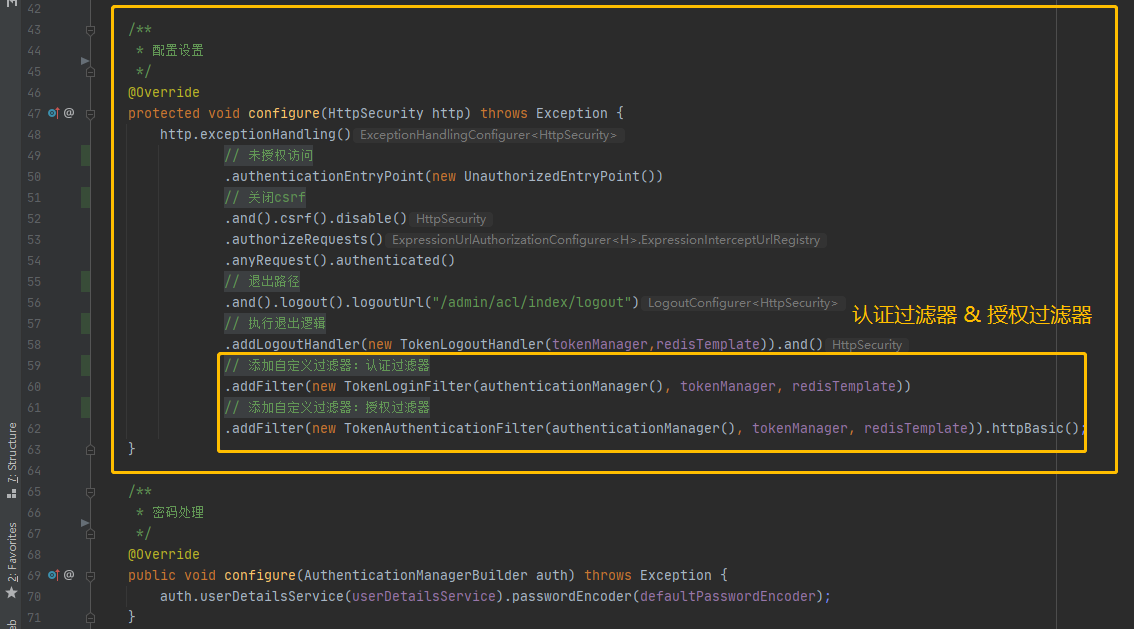 42
43 /**
44 * 配置设置
45 */
46 @Override
47 @ protected void configure(HttpSecurity http) throws Exception {
48 http.exceptionHandling() ExceptionHandlingConfigurer<HttpSecurity>
49 // 未授权访问
50 .authenticationEntryPoint(new UnauthorizedEntryPoint())
51 // 关闭csrf
52 .and().csrf().disable() HttpSecurity
53 .authorizeRequests() ExpressionUrlAuthorizationConfigurer<H>.ExpressionInterceptUrlRegistry
54 .anyRequest().authenticated()
55 // 退出路径
56 .and().logout().logoutUrl("/admin/acl/index/logout") LogoutConfigurer<HttpSecurity>
认证过滤器 & 授权过滤器
57 // 执行退出逻辑
58 .addLogoutHandler(new TokenLogoutHandler(tokenManager,redisTemplate)).and() HttpSecurity
59 // 添加自定义过滤器：认证过滤器
60 .addFilter(new TokenLoginFilter(authenticationManager(), tokenManager, redisTemplate))
61 // 添加自定义过滤器：授权过滤器
62 .addFilter(new TokenAuthenticationFilter(authenticationManager(), tokenManager, redisTemplate)).httpBasic();
63 }
64
65 /**
66 * 密码处理
67 */
68 @Override
69 @ public void configure(AuthenticationManagerBuilder auth) throws Exception {
70 auth.userDetailsService(userDetailsService).passwordEncoder(defaultPasswordEncoder);
71 }
7: Structure
2: Favorites